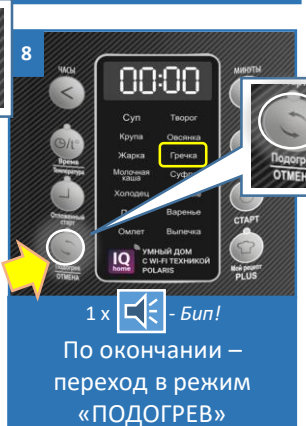 8
ЧАСЫ
МИНУТЫ
00:00
Суп Творог
Крупа Овсянка
Жарка Гречка
Молочная каша
Холодец
Варенье
Омлет Выпечка
Время
Температура
Отложенный
старт
Подогрев
ОТМЕНА
СТАРТ
Мой рецепт
PLUS
IQ
home
УМНЫЙ ДОМ
С WI-FI ТЕХНИКОЙ
POLARIS
1 x - Бип!
По окончании –
переход в режим
«ПОДОГРЕВ»